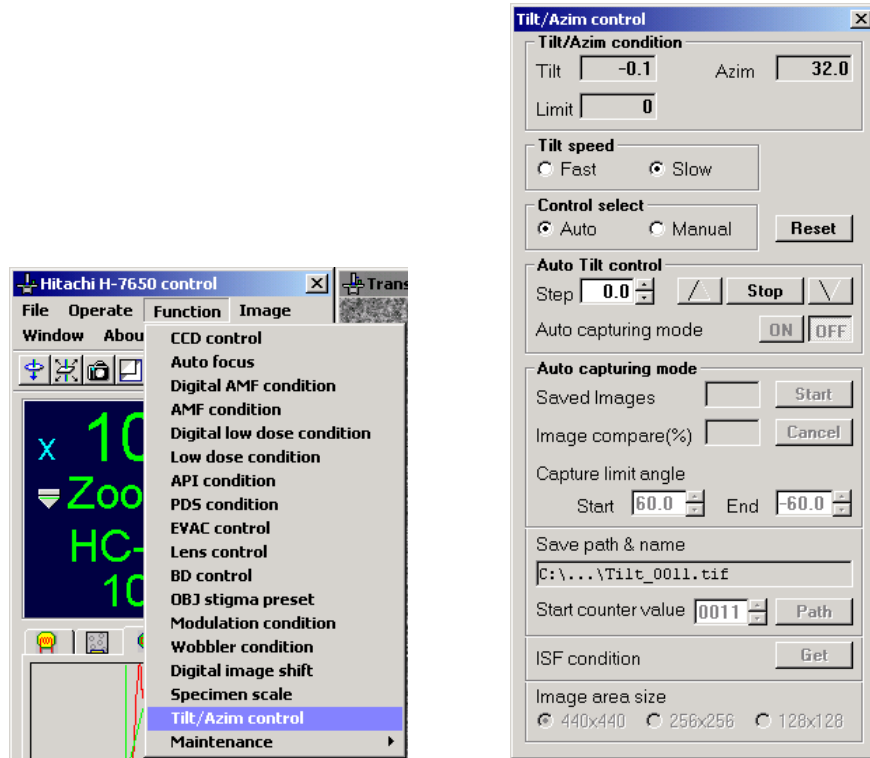 Hitachi H-7650 control
Trans
File Operate Function Image
Window Abou
CCD control
Auto focus
Digital AMF condition
AMF condition
Digital low dose condition
Low dose condition
API condition
PDS condition
EVAC control
Lens control
BD control
OBJ stigma preset
Modulation condition
Wobbler condition
Digital image shift
Specimen scale
Tilt/Azim control
Maintenance
x 10
Zoo
HC-
10
Tilt/Azim control
Tilt/Azim condition
Tilt -0.1 Azim 32.0
Limit 0
Tilt speed
Fast Slow
Control select
Auto Manual Reset
Auto Tilt control
Step 0.0 Stop
Auto capturing mode ON OFF
Auto capturing mode
Saved Images Start
Image compare(%) Cancel
Capture limit angle
Start 60.0 End -60.0
Save path & name
C:\...\Tilt_0011.tif
Start counter value 0011 Path
ISF condition Get
Image area size
440x440 256x256 128x128